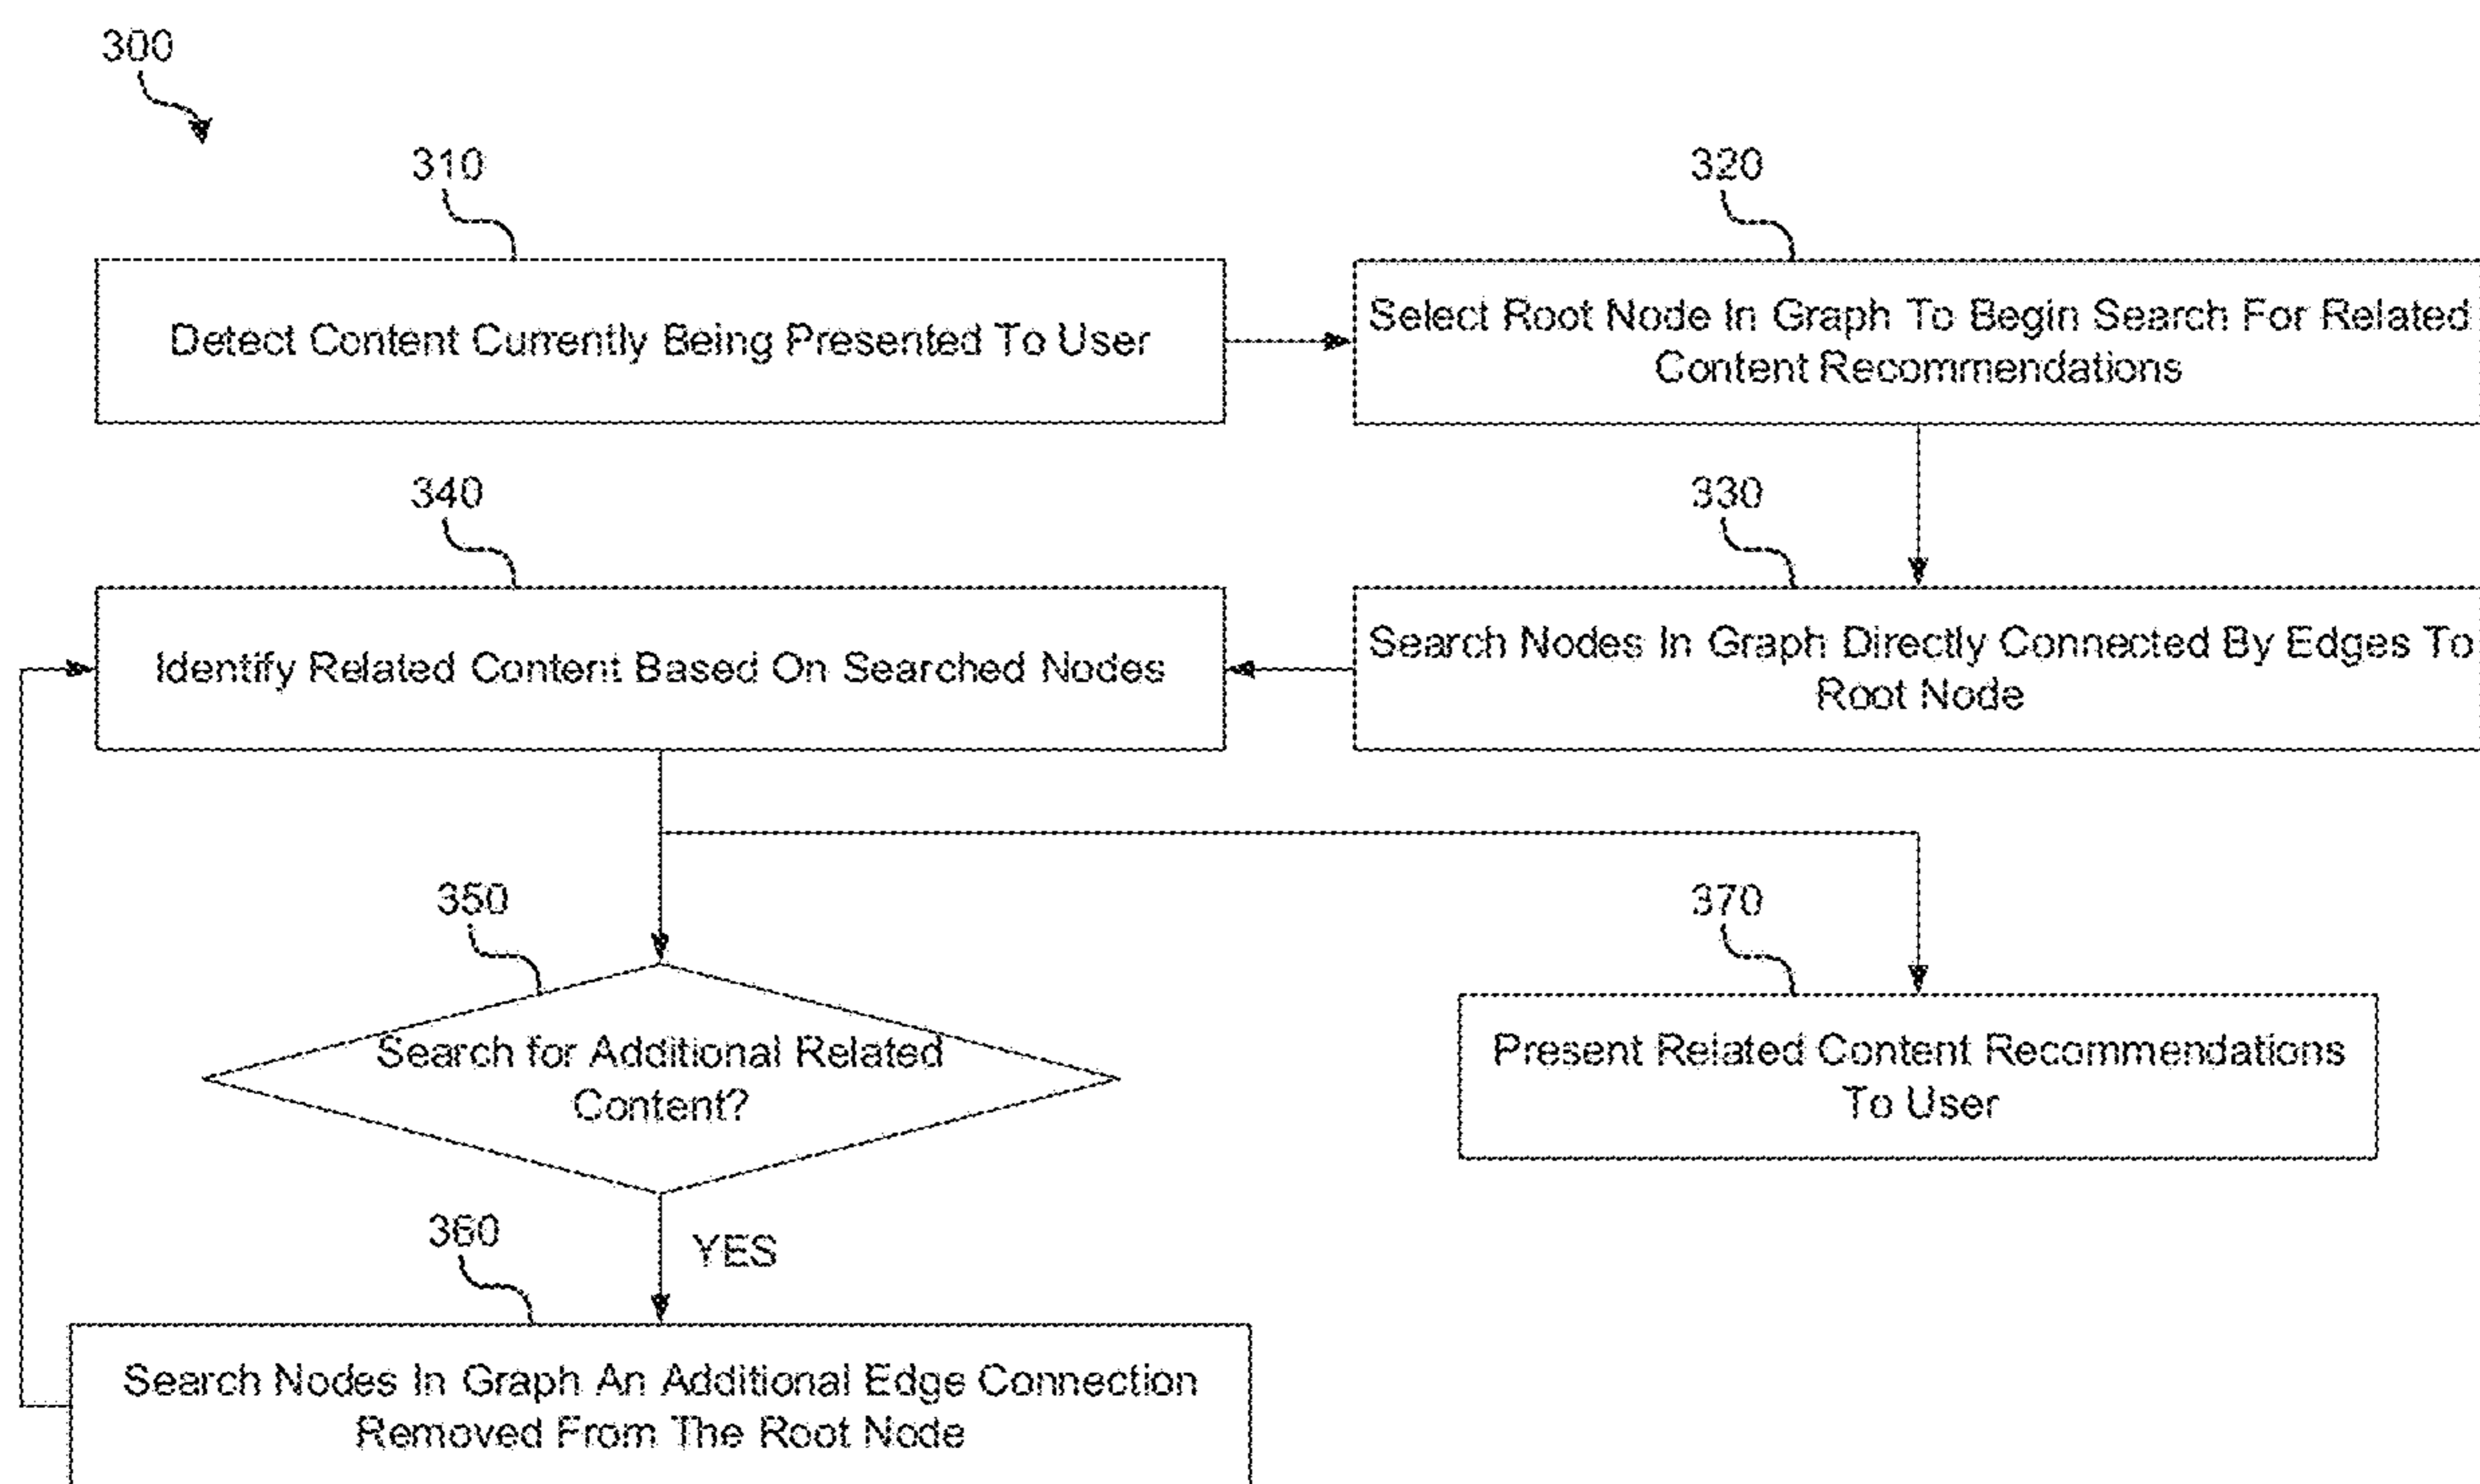 300
310
320
Detect Content Currently Being Presented To User
Select Root Node In Graph To Begin Search For Related
Content Recommendations
340
330
Identify Related Content Based On Searched Nodes
Search Nodes In Graph Directly Connected By Edges To
Root Node
350
370
Search for Additional Related
Content?
Present Related Content Recommendations
To User
360
YES
Search Nodes In Graph An Additional Edge Connection
Removed From The Root Node